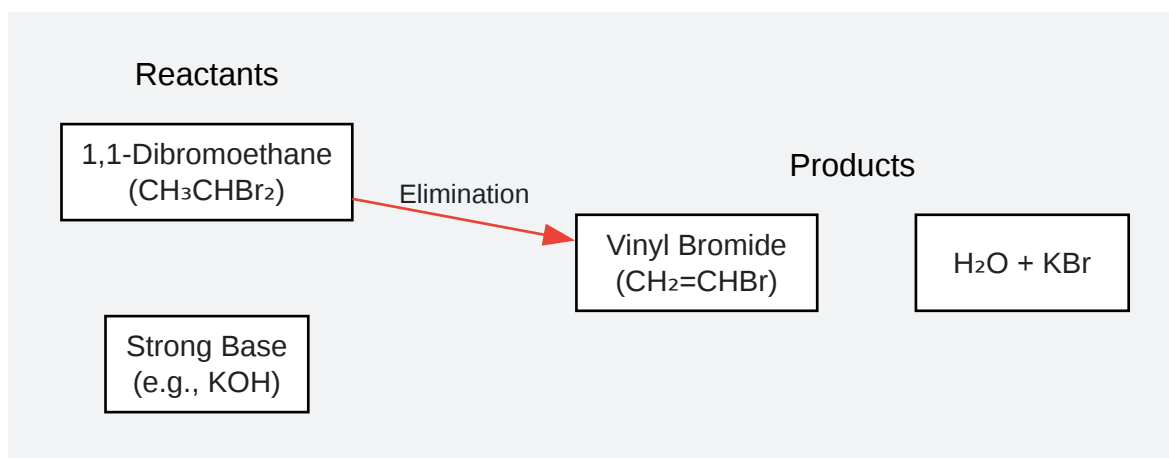 Reactants
1,1-Dibromoethane
(CH₃CHBr₂)
Elimination
Products
Vinyl Bromide
(CH₂=CHBr)
H₂O + KBr
Strong Base
(e.g., KOH)